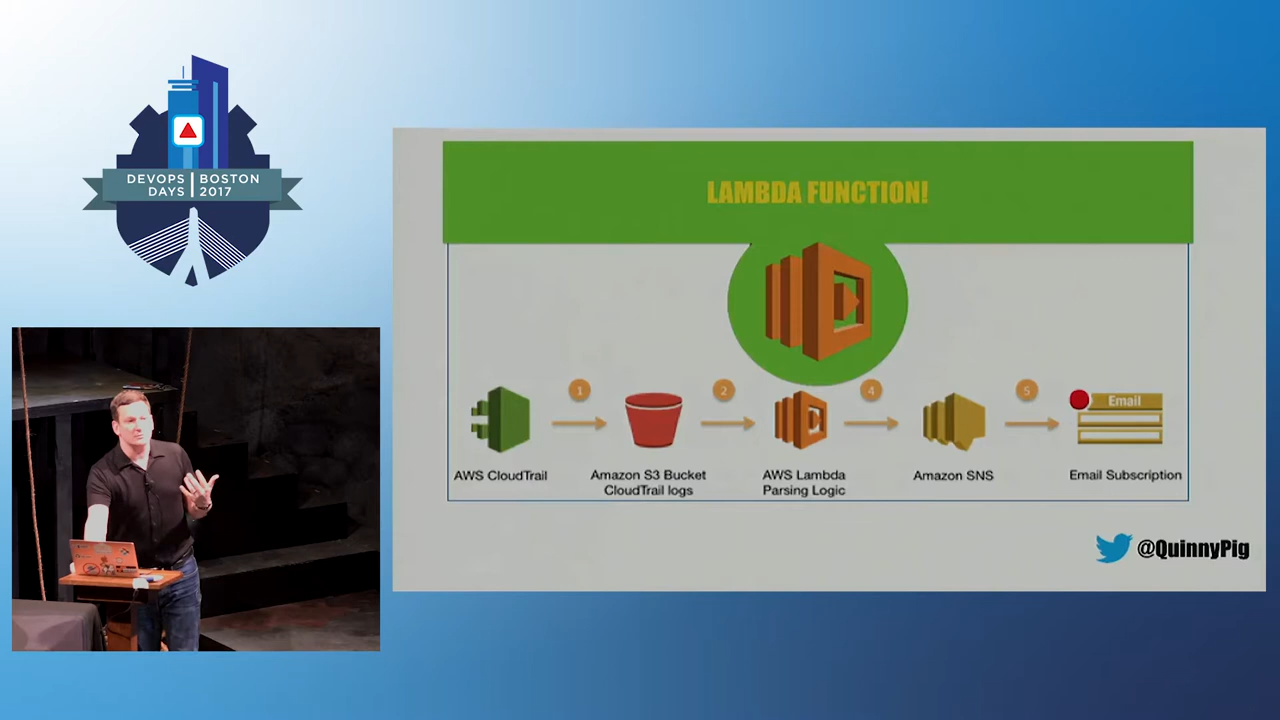 DEVOPS BOSTON
DAYS 2017
LAMBDA FUNCTION!
1
2
4
5
Email
AWS CloudTrail
Amazon S3 Bucket
CloudTrail logs
AWS Lambda
Parsing Logic
Amazon SNS
Email Subscription
@QuinnyPig